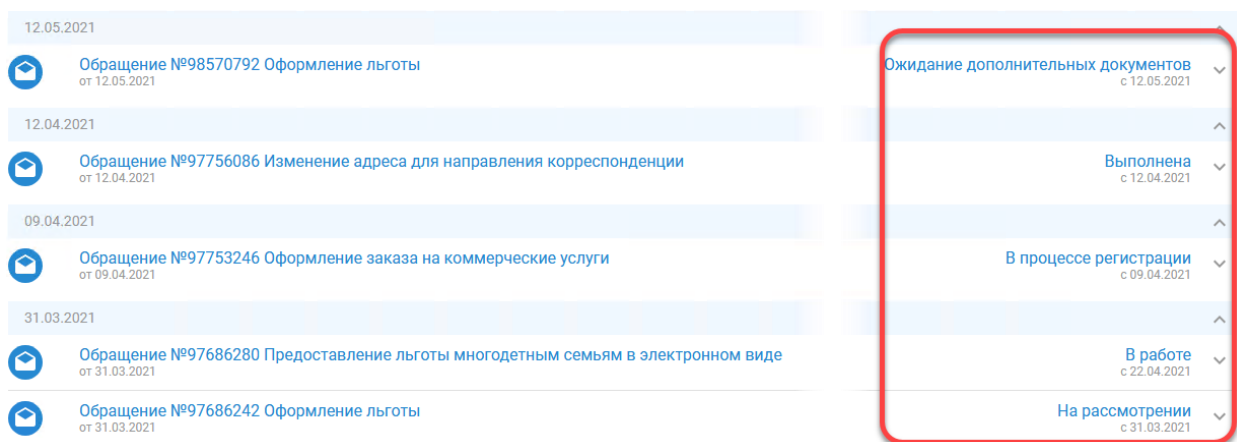 12.05.2021
Обращение №98570792 Оформление льготы
Ожидание дополнительных документов
от 12.05.2021
с 12.05.2021
12.04.2021
Обращение №97756086 Изменение адреса для направления корреспонденции
Выполнена
от 12.04.2021
с 12.04.2021
09.04.2021
Обращение №97753246 Оформление заказа на коммерческие услуги
В процессе регистрации
от 09.04.2021
с 09.04.2021
31.03.2021
Обращение №97686280 Предоставление льготы многодетным семьям в электронном виде
В работе
от 31.03.2021
с 22.04.2021
Обращение №97686242 Оформление льготы
На рассмотрении
от 31.03.2021
с 31.03.2021